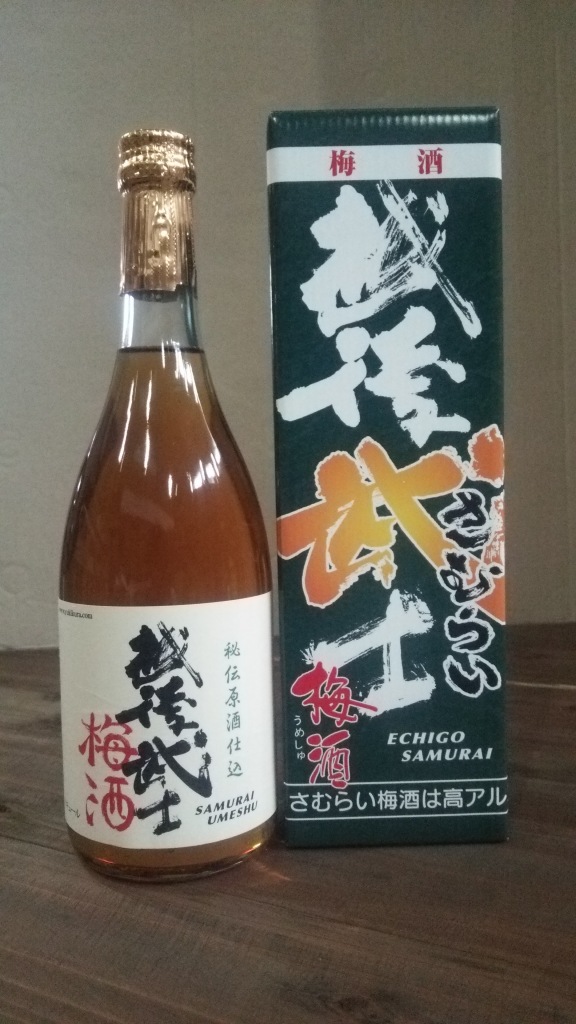 越後武士
梅酒
秘伝原酒仕込
SAMURAI
UMESHU
梅 酒
越後武士
さむらい
梅酒
うめしゅ
ECHIGO
SAMURAI
さむらい梅酒は高アル